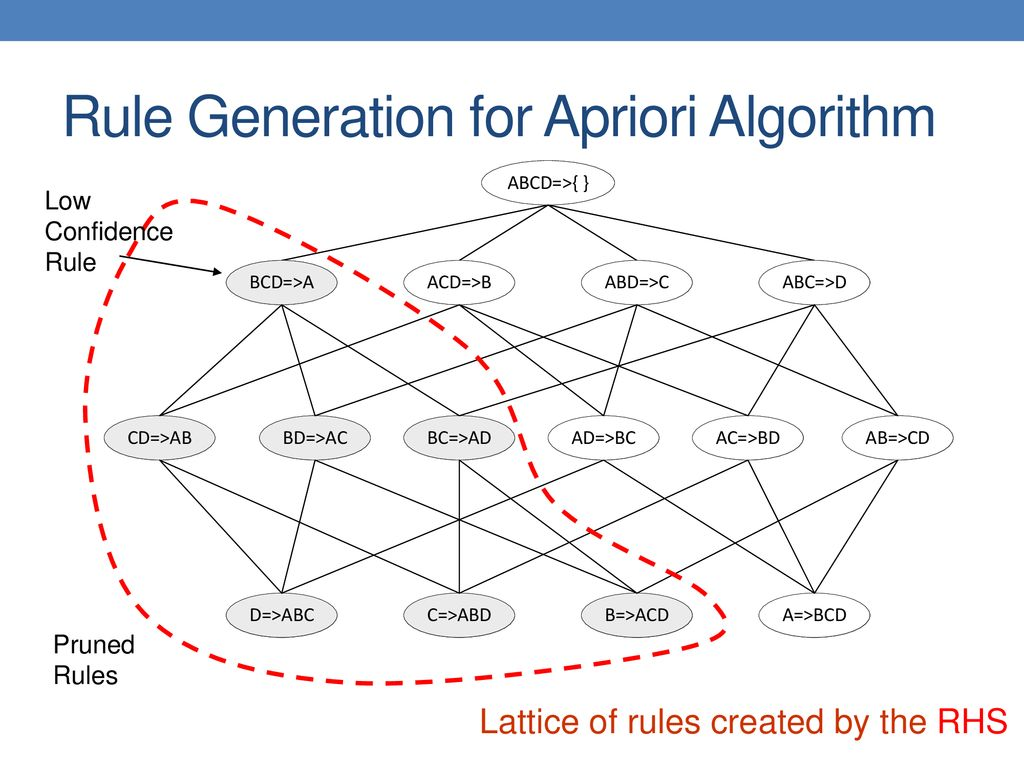 Rule Generation for Apriori Algorithm
ABCD=>{ }
Low
Confidence
Rule
BCD=>A
ACD=>B
ABD=>C
ABC=>D
CD=>AB
BD=>AC
BC=>AD
AD=>BC
AC=>BD
AB=>CD
D=>ABC
C=>ABD
B=>ACD
A=>BCD
Pruned
Rules
Lattice of rules created by the RHS